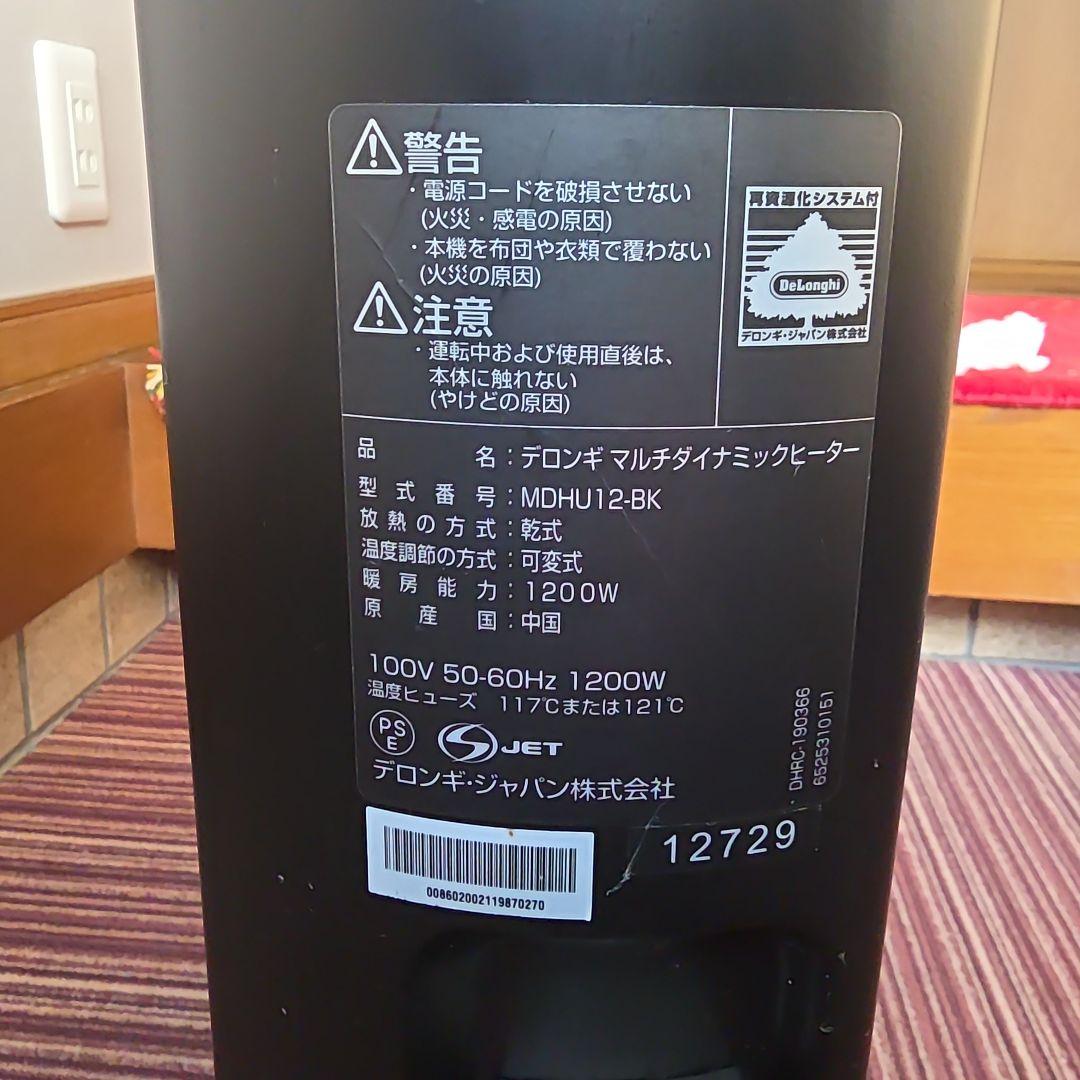 警告
・電源コードを破損させない
(火災・感電の原因)
・本機を布団や衣類で覆わない
(火災の原因)
注意
・運転中および使用直後は、
本体に触れない
(やけどの原因)
再資源化システム付
DeLonghi
デロンギ・ジャパン株式会社
品名：デロンギ マルチダイナミックヒーター
型式番号：MDHU12-BK
放熱の方式：乾式
温度調節の方式：可変式
暖房能力：1200W
原産国：中国
100V 50-60Hz 1200W
温度ヒューズ 117℃または121℃
PS
E
S JET
デロンギ・ジャパン株式会社
DHRC-190366
6525310151
12729
008602002119870270